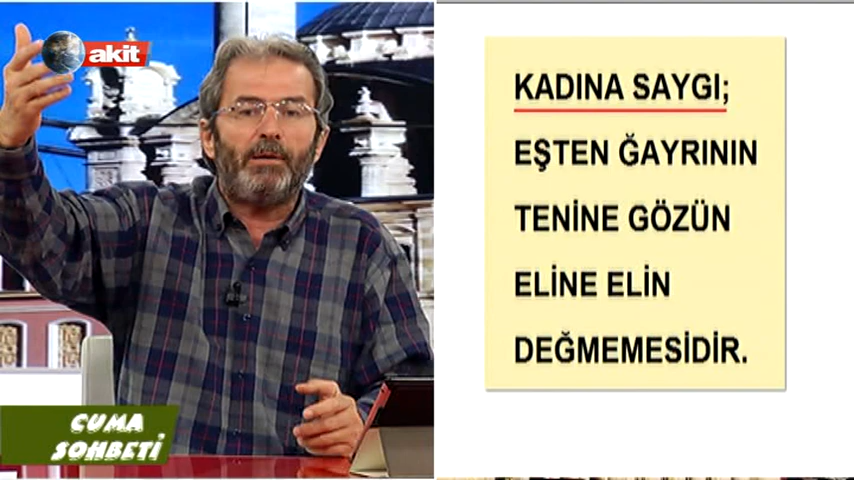 akit
KADINA SAYGI;
EŞTEN ĞAYRININ
TENİNE GÖZÜN
ELİNE ELİN
DEĞMEMESİDİR.
CUMA
SOHBETİ